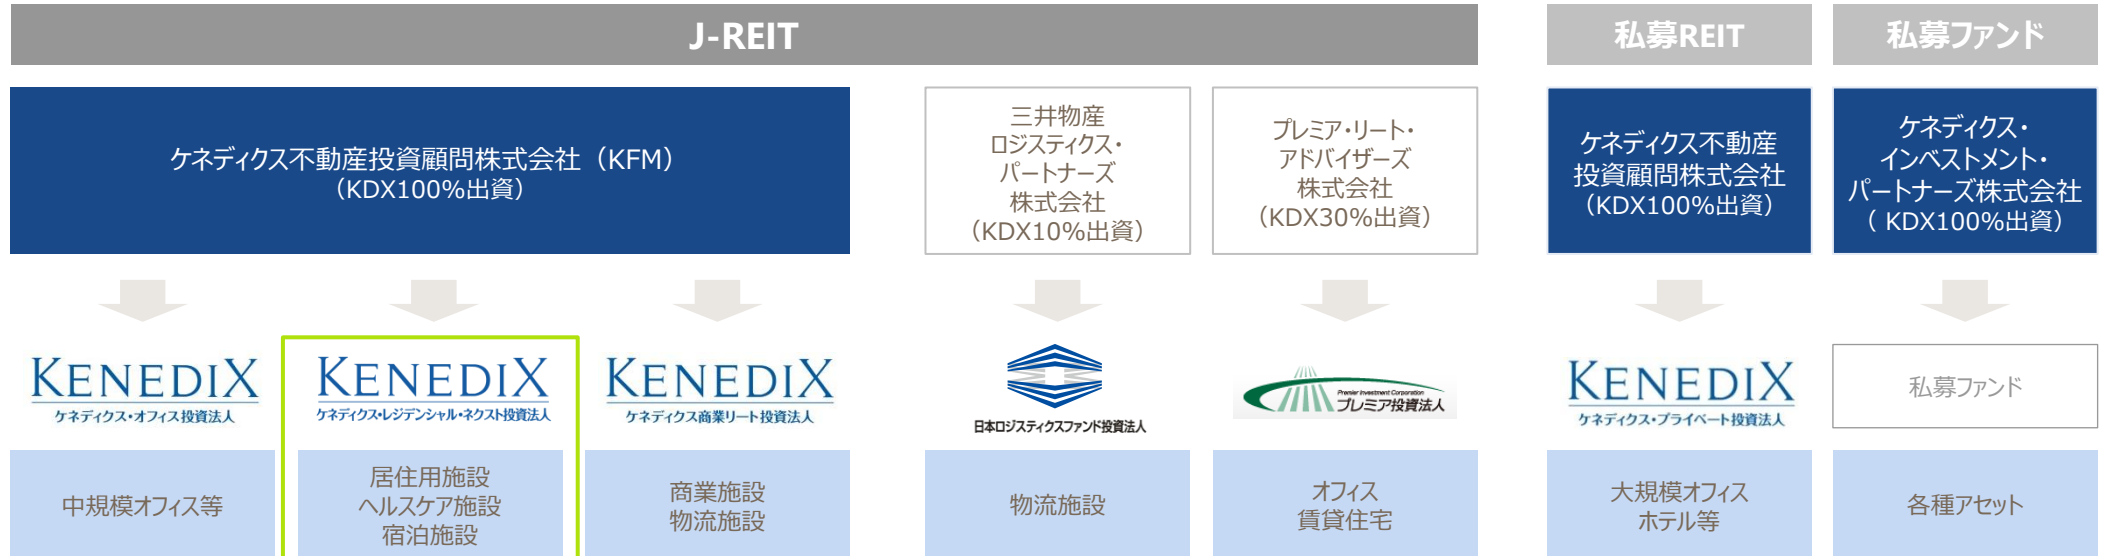 J-REIT
私募REIT
私募ファンド
ケネディクス不動産投資顧問株式会社（KFM）
（KDX100%出資）
三井物産
ロジスティクス・
パートナーズ
株式会社
（KDX10%出資）
プレミア・リート・
アドバイザーズ
株式会社
（KDX30%出資）
ケネディクス不動産
投資顧問株式会社
（KDX100%出資）
ケネディクス・
インベストメント・
パートナーズ株式会社
（ KDX100%出資）
KENEDIX
ケネディクス・オフィス投資法人
KENEDIX
ケネディクス・レジデンシャル・ネクスト投資法人
KENEDIX
ケネディクス商業リート投資法人
日本ロジスティクスファンド投資法人
Premier Investment Corporation
プレミア投資法人
KENEDIX
ケネディクス・プライベート投資法人
私募ファンド
中規模オフィス等
居住用施設
ヘルスケア施設
宿泊施設
商業施設
物流施設
物流施設
オフィス
賃貸住宅
大規模オフィス
ホテル等
各種アセット